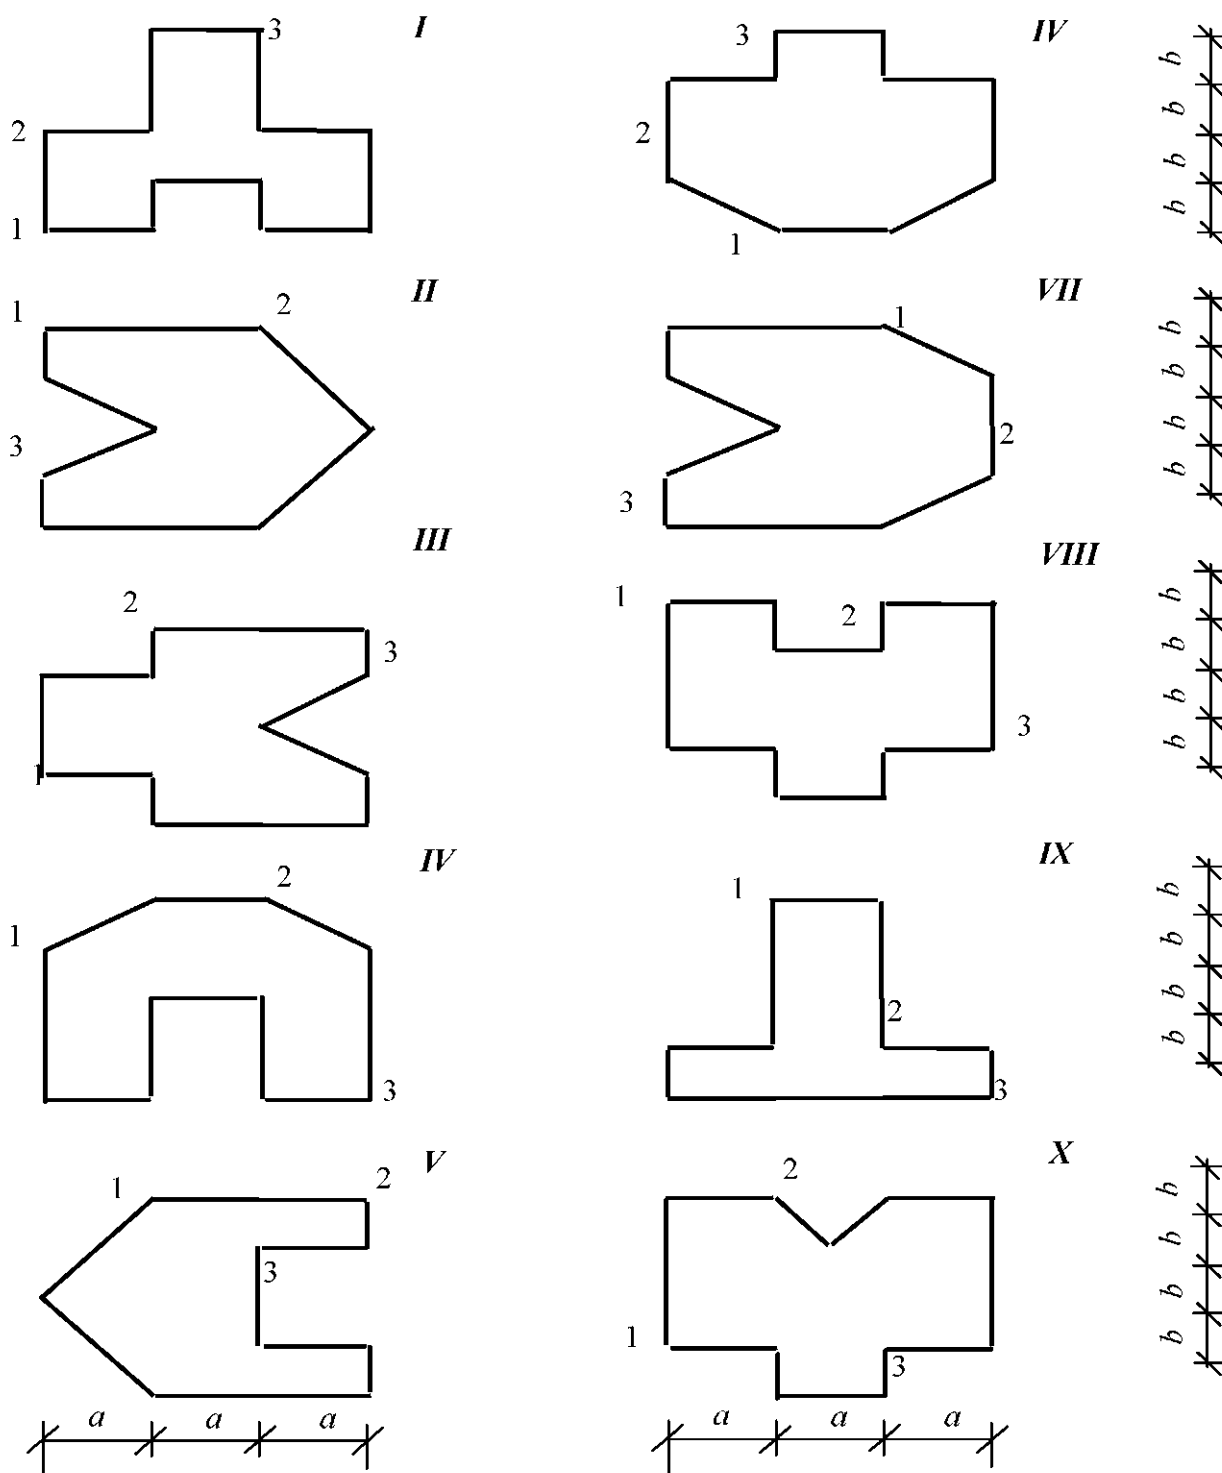 3 I 3 IV
b
2 2 b
b
1 1 b
1 II 2 VII 1
b
b
3 2 b
3 b
III VIII
2 1 2 b
3 b
1 3 b
b
IV IX
1 2 1 b
b
2 b
3 3 b
V X
1 2 2 b
b
3 b
1 3 b
a a a a a a